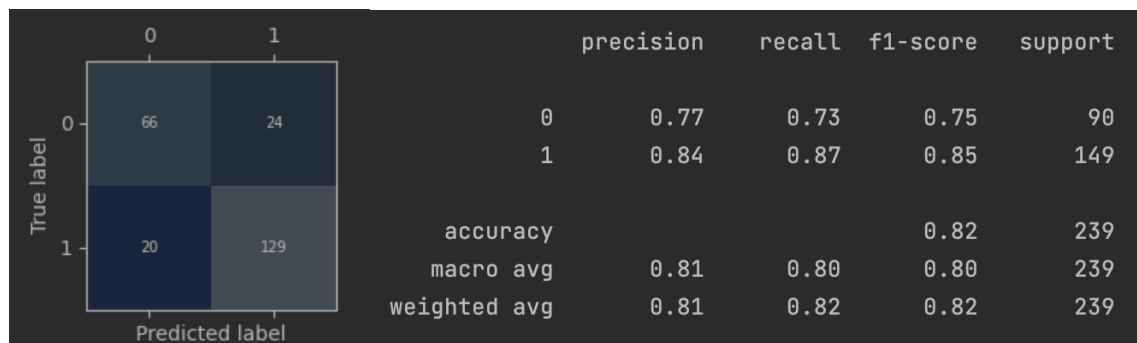 0 1
True label
0 66 24
1 20 129
Predicted label
precision recall f1-score support
0 0.77 0.73 0.75 90
1 0.84 0.87 0.85 149
accuracy 0.82 239
macro avg 0.81 0.80 0.80 239
weighted avg 0.81 0.82 0.82 239